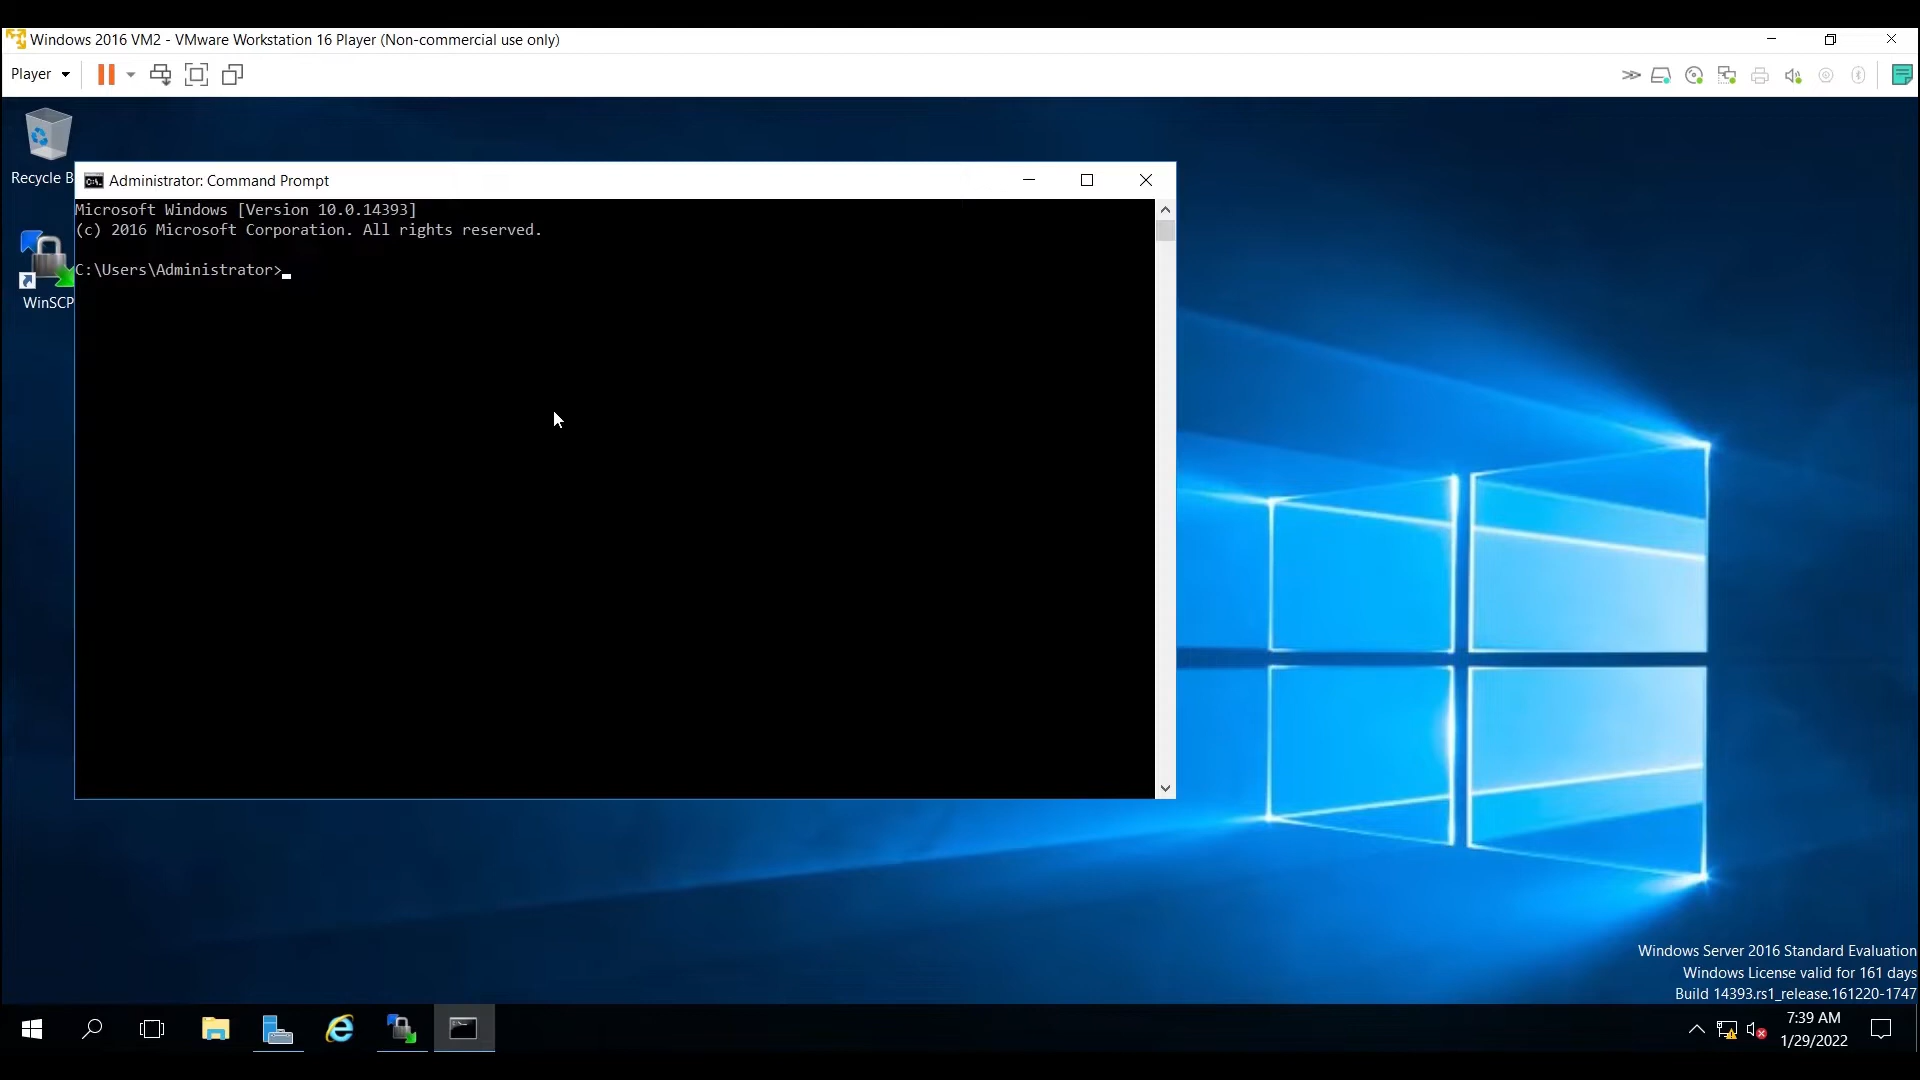 Windows 2016 VM2 - VMware Workstation 16 Player (Non-commercial use only)
Player
Recycle B
Administrator: Command Prompt
Microsoft Windows [Version 10.0.14393]
(c) 2016 Microsoft Corporation. All rights reserved.
C:\Users\Administrator>
WinSCP
Windows Server 2016 Standard Evaluation
Windows License valid for 161 days
Build 14393.rs1_release.161220-1747
7:39 AM
1/29/2022